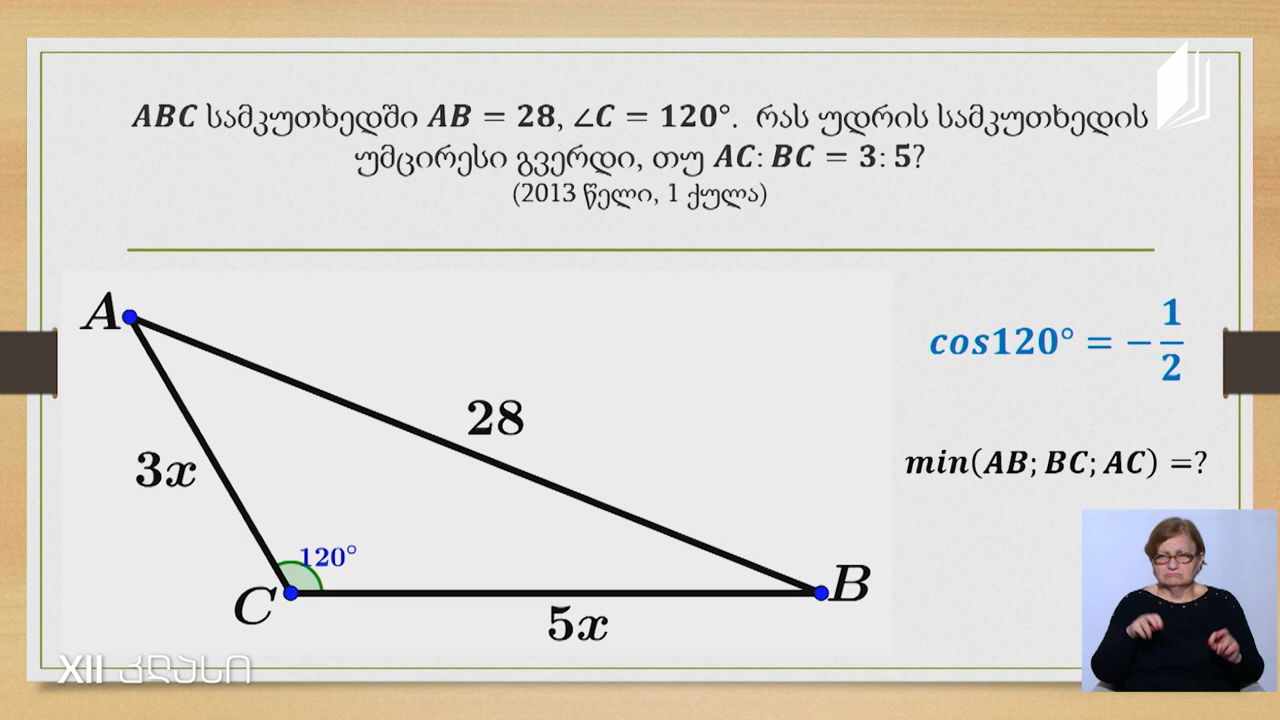 ABC სამკუთხედში AB = 28, ∠C = 120°. რას უდრის სამკუთხედის
უმცირესი გვერდი, თუ AC: BC = 3: 5?
(2013 წელი, 1 ქულა)
A
cos120° = −1/2
28
3x
min(AB; BC; AC) =?
120°
C
B
5x
XII კლასი